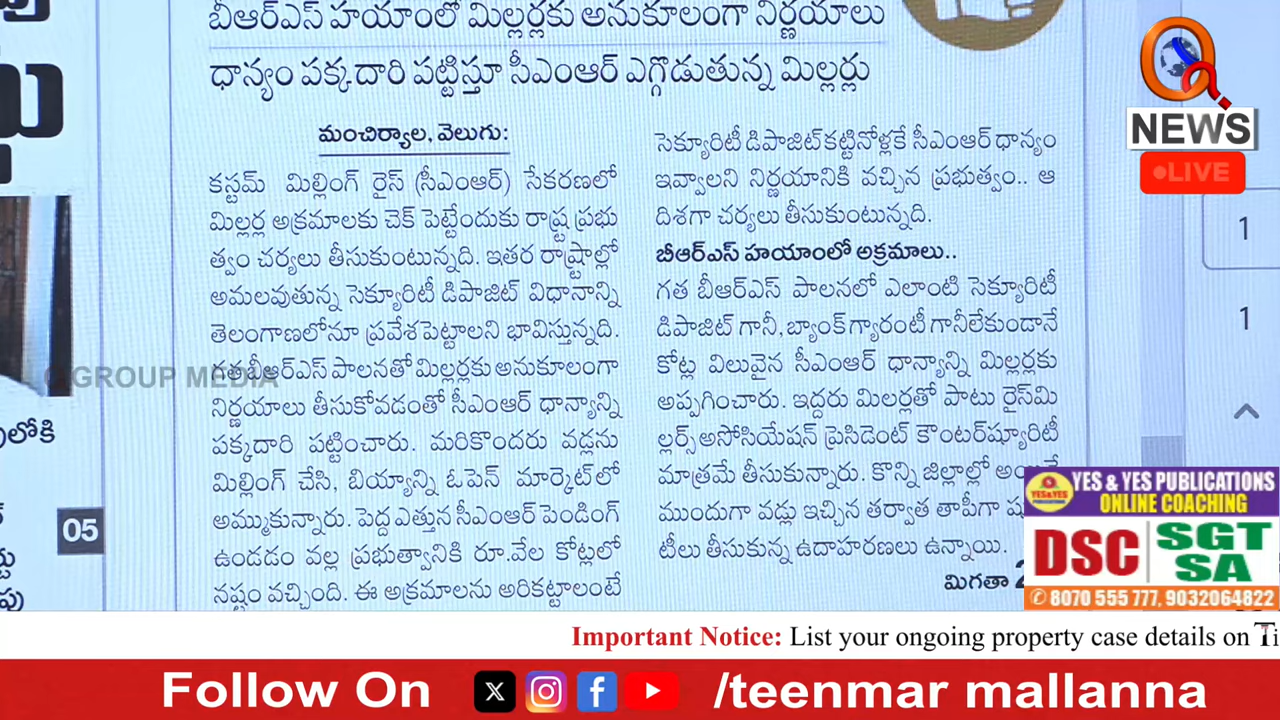 బీఆర్ఎస్ హయాంలో మిల్లర్లకు అనుకూలంగా నిర్ణయాలు
ధాన్యం పక్కదారి పట్టిస్తూ సీఎంఆర్ ఎగ్గొడుతున్న మిల్లర్లు
మంచిర్యాల, వెలుగు:
కస్టమ్ మిల్లింగ్ రైస్ (సీఎంఆర్) సేకరణలో
మిల్లర్ల అక్రమాలకు చెక్ పెట్టేందుకు రాష్ట్ర ప్రభు
త్వం చర్యలు తీసుకుంటున్నది. ఇతర రాష్ట్రాల్లో
అమలవుతున్న సెక్యూరిటీ డిపాజిట్ విధానాన్ని
తెలంగాణలోనూ ప్రవేశపెట్టాలని భావిస్తున్నది.
గత బీఆర్ఎస్ పాలనతో మిల్లర్లకు అనుకూలంగా
నిర్ణయాలు తీసుకోవడంతో సీఎంఆర్ ధాన్యాన్ని
పక్కదారి పట్టించారు. మరికొందరు వడ్లను
మిల్లింగ్ చేసి, బియ్యాన్ని ఓపెన్ మార్కెట్‌లో
అమ్ముకున్నారు. పెద్ద ఎత్తున సీఎంఆర్ పెండింగ్
ఉండడం వల్ల ప్రభుత్వానికి రూ.వేల కోట్లలో
నష్టం వచ్చింది. ఈ అక్రమాలను అరికట్టాలంటే
సెక్యూరిటీ డిపాజిట్ కట్టినోళ్లకే సీఎంఆర్ ధాన్యం
ఇవ్వాలని నిర్ణయానికి వచ్చిన ప్రభుత్వం.. ఆ
దిశగా చర్యలు తీసుకుంటున్నది.
బీఆర్ఎస్ హయాంలో అక్రమాలు..
గత బీఆర్ఎస్ పాలనలో ఎలాంటి సెక్యూరిటీ
డిపాజిట్ గానీ, బ్యాంక్ గ్యారంటీ గానీ లేకుండానే
కోట్ల విలువైన సీఎంఆర్ ధాన్యాన్ని మిల్లర్లకు
అప్పగించారు. ఇద్దరు మిలర్లతో పాటు రైస్‌మి
ల్లర్స్ అసోసియేషన్ ప్రెసిడెంట్ కౌంటర్‌ష్యూరిటీ
మాత్రమే తీసుకున్నారు. కొన్ని జిల్లాల్లో
ముందుగా వడ్లు ఇచ్చిన తర్వాత తాపీగా
టీలు తీసుకున్న ఉదాహరణలు ఉన్నాయి.
మిగతా
05
Q GROUP MEDIA
NEWS
LIVE
1
1
YES & YES PUBLICATIONS
ONLINE COACHING
DSC SGT SA
8070 555 777, 9032064822
Important Notice: List your ongoing property case details on Ti
Follow On /teenmar mallanna